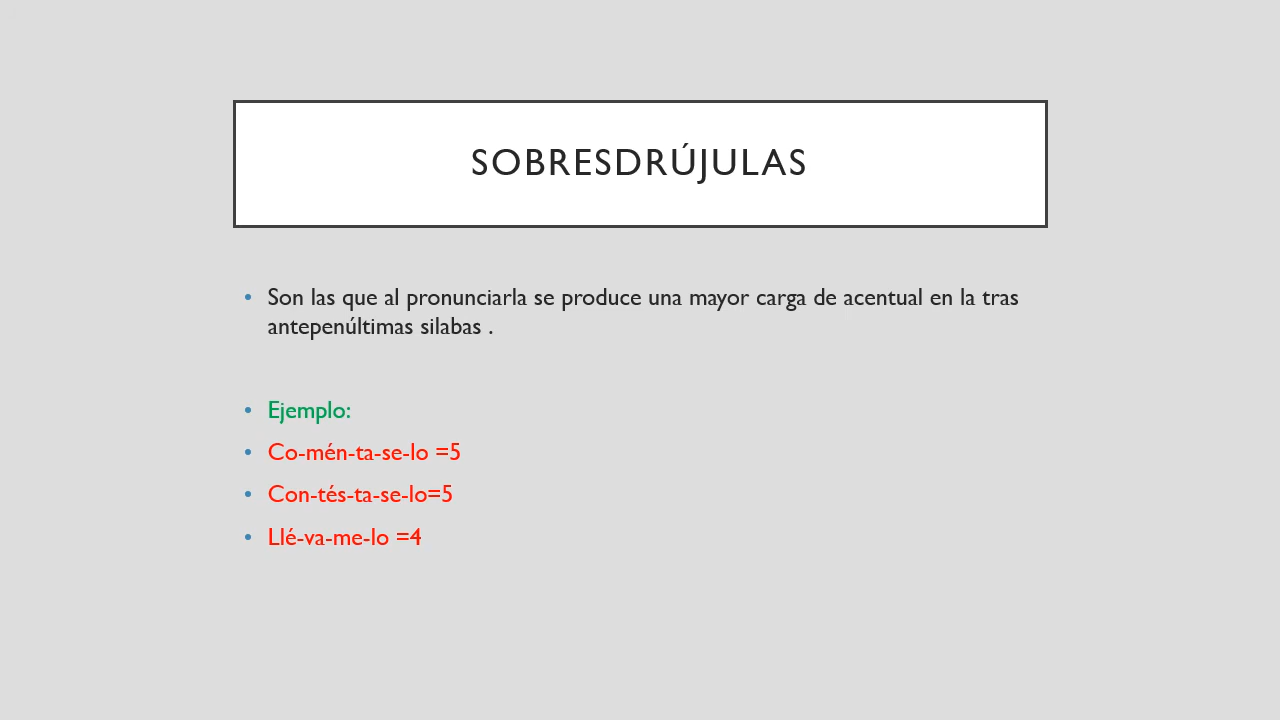 SOBRESDRÚJULAS
• Son las que al pronunciarla se produce una mayor carga de acentual en la tras
antepenúltimas silabas .
• Ejemplo:
• Co-mén-ta-se-lo =5
• Con-tés-ta-se-lo=5
• Llé-va-me-lo =4